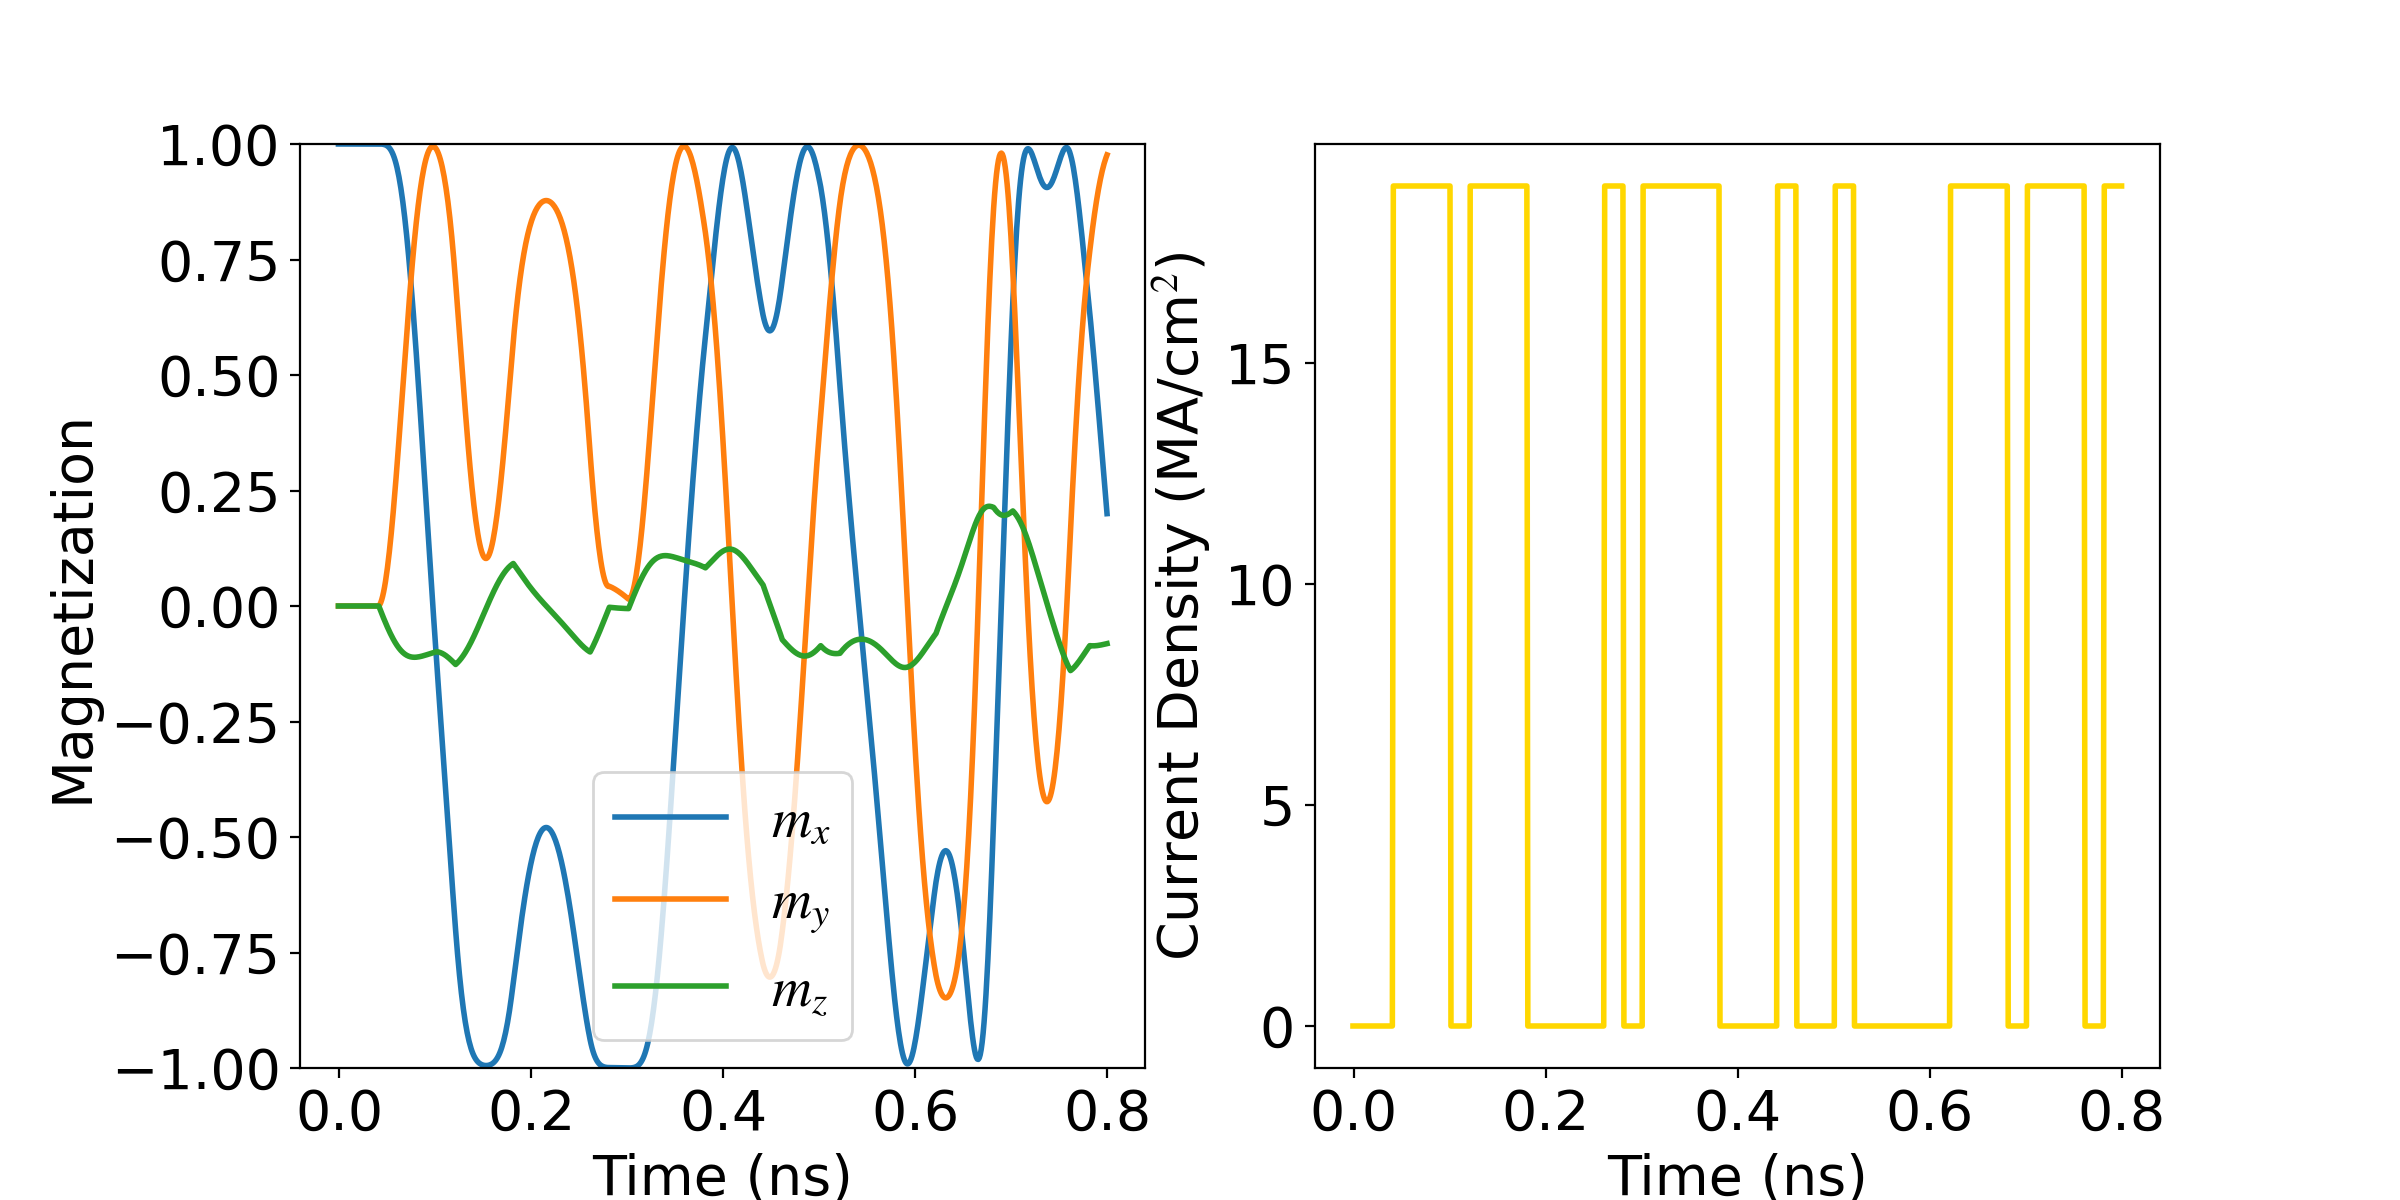 Magnetization
1.00
0.75
0.50
0.25
0.00
−0.25
−0.50
−0.75
−1.00
0.0 0.2 0.4 0.6 0.8
Time (ns)
m_x
m_y
m_z
Current Density (MA/cm²)
15
10
5
0
0.0 0.2 0.4 0.6 0.8
Time (ns)